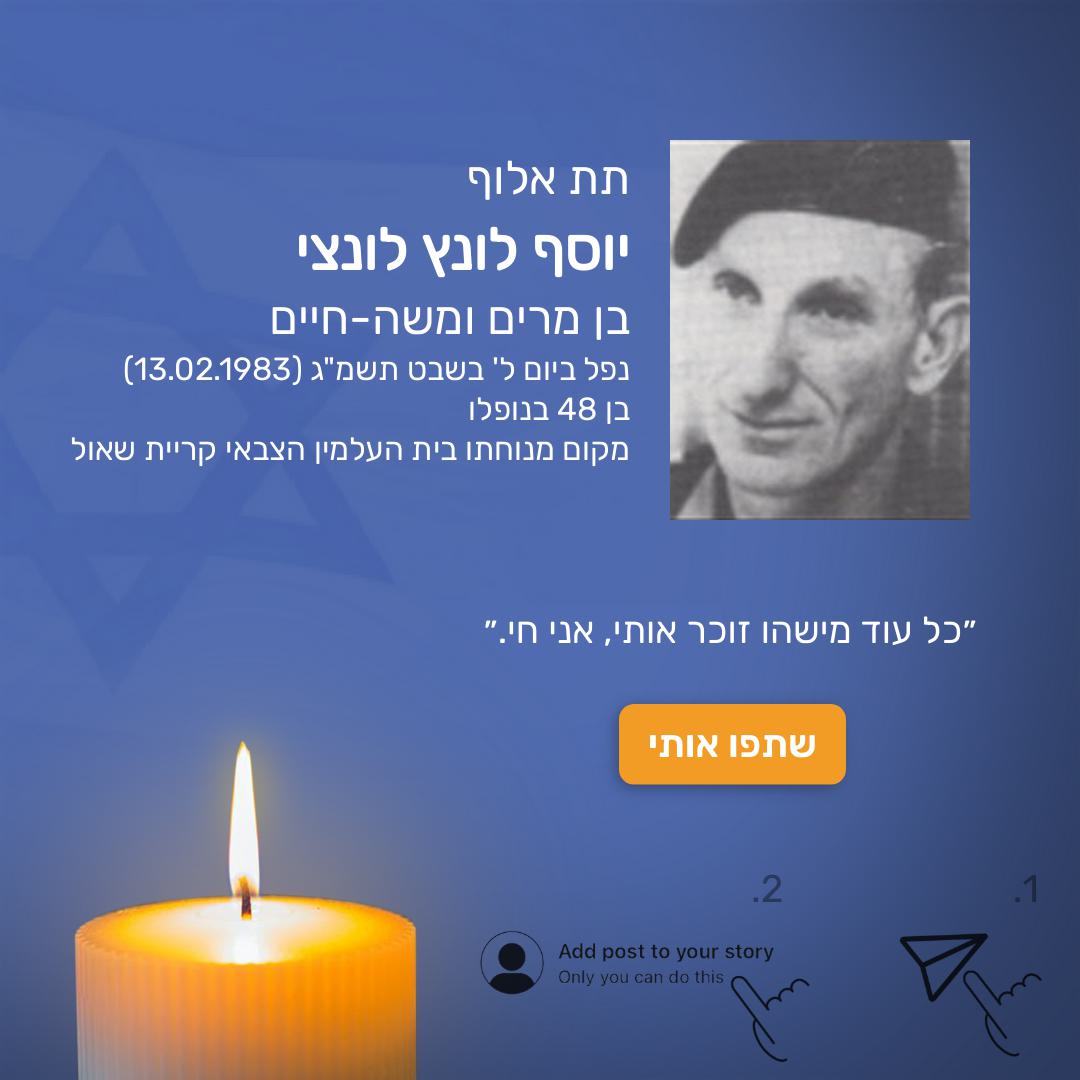 תת אלוף
יוסף לונץ לונצי
בן מרים ומשה-חיים
נפל ביום ל' בשבט תשמ"ג (13.02.1983)
בן 48 בנופלו
מקום מנוחתו בית העלמין הצבאי קריית שאול
״כל עוד מישהו זוכר אותי, אני חי.״
שתפו אותי
1.
2.
Add post to your story
Only you can do this